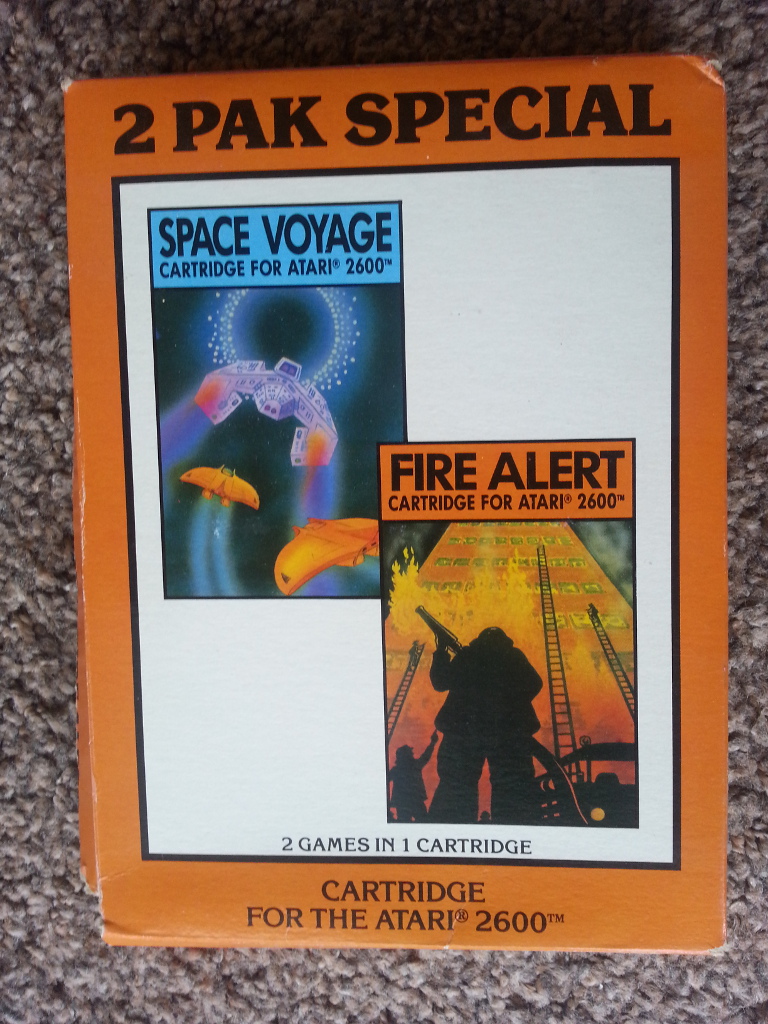 2 PAK SPECIAL
SPACE VOYAGE
CARTRIDGE FOR ATARI® 2600™
FIRE ALERT
CARTRIDGE FOR ATARI® 2600™
2 GAMES IN 1 CARTRIDGE
CARTRIDGE
FOR THE ATARI® 2600™